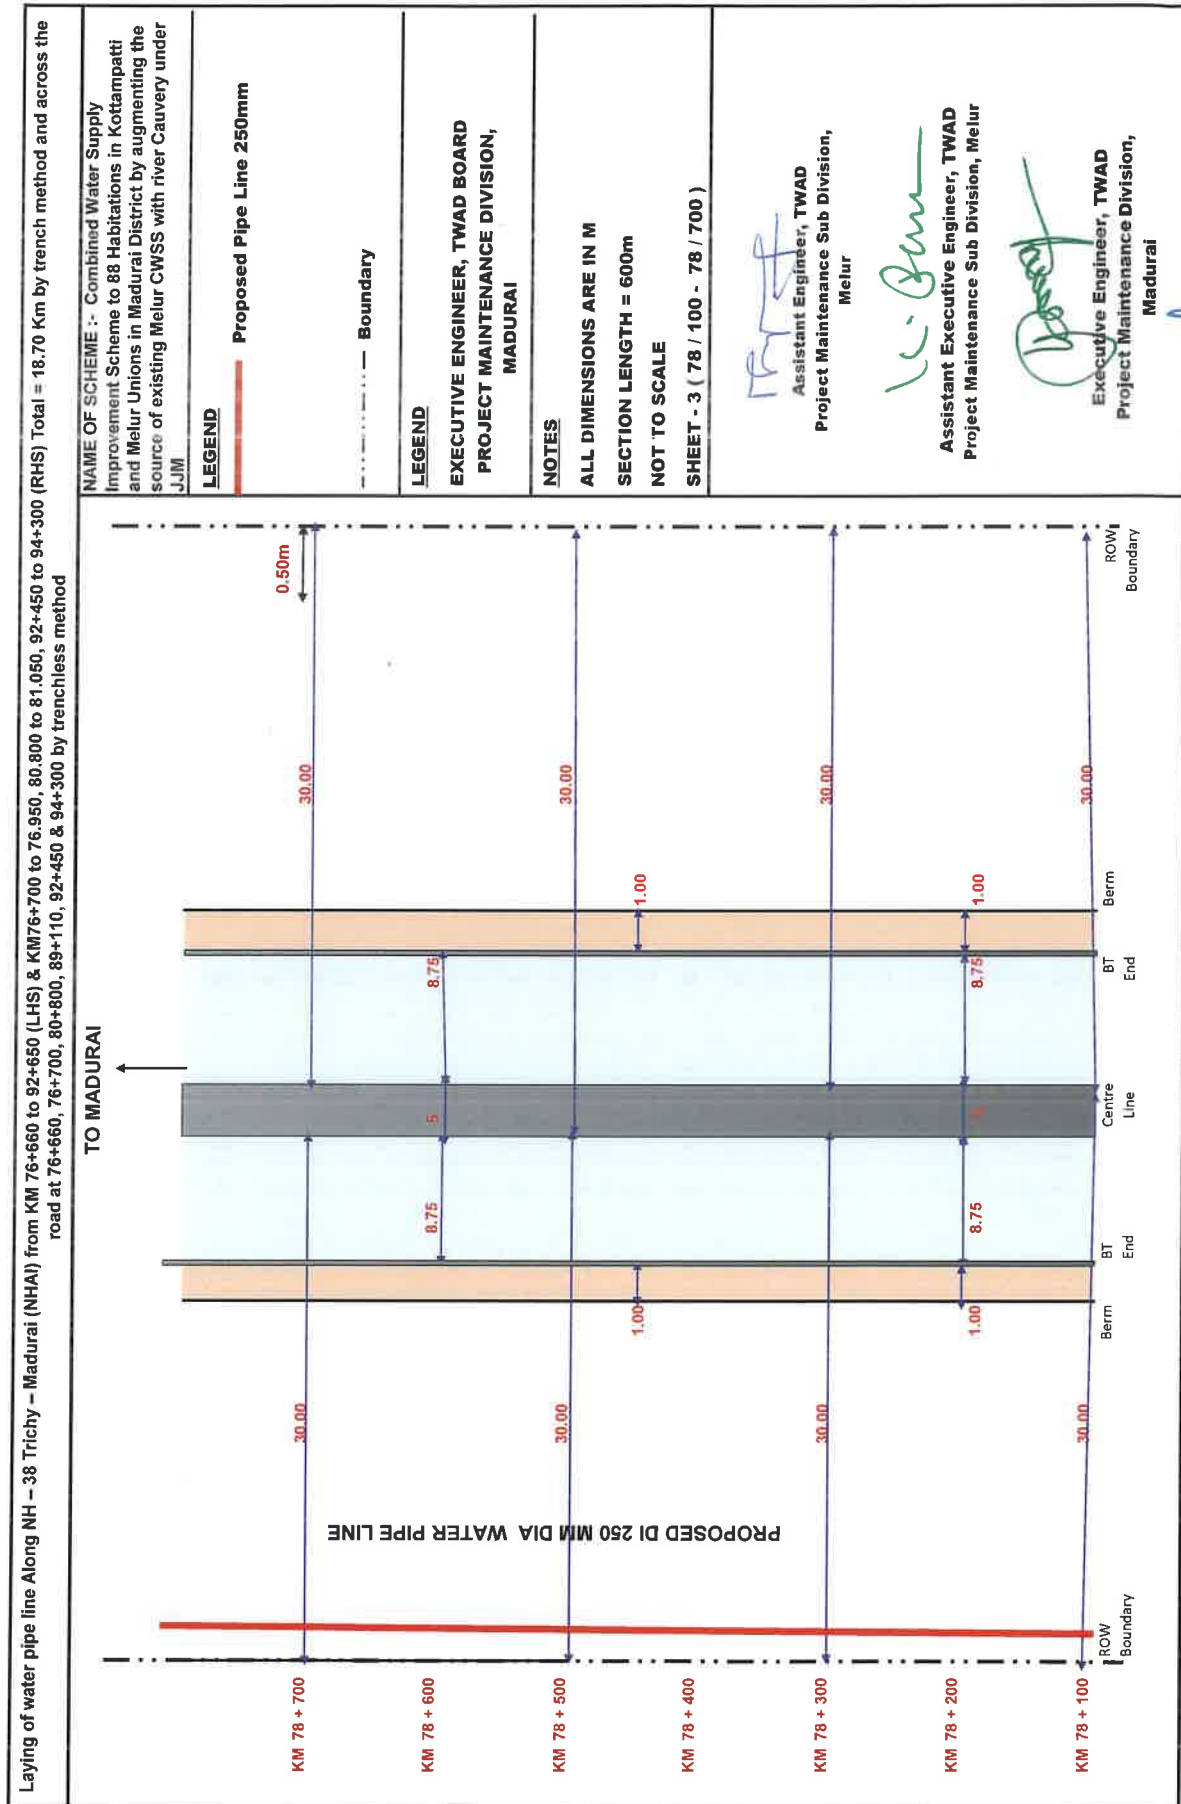 Laying of water pipe line Along NH – 38 Trichy – Madurai (NHAI) from KM 76+660 to 92+650 (LHS) & KM76+700 to 76.950, 80.800 to 81.050, 92+450 to 94+300 (RHS) Total = 18.70 Km by trench method and across the
road at 76+660, 76+700, 80+800, 89+110, 92+450 & 94+300 by trenchless method
TO MADURAI
NAME OF SCHEME :- Combined Water Supply
Improvement Scheme to 88 Habitations in Kottampatti
and Melur Unions in Madurai District by augmenting the
source of existing Melur CWSS with river Cauvery under
JJM
LEGEND
Proposed Pipe Line 250mm
Boundary
LEGEND
EXECUTIVE ENGINEER, TWAD BOARD
PROJECT MAINTENANCE DIVISION,
MADURAI
NOTES
ALL DIMENSIONS ARE IN M
SECTION LENGTH = 600m
NOT TO SCALE
SHEET - 3 ( 78 / 100 - 78 / 700 )
Assistant Engineer, TWAD
Project Maintenance Sub Division,
Melur
Assistant Executive Engineer, TWAD
Project Maintenance Sub Division, Melur
Executive Engineer, TWAD
Project Maintenance Division,
Madurai
0.50m
KM 78 + 700
30.00
30.00
KM 78 + 600
8.75
5
8.75
KM 78 + 500
30.00
30.00
KM 78 + 400
1.00
1.00
KM 78 + 300
30.00
30.00
KM 78 + 200
1.00
8.75
8.75
1.00
KM 78 + 100
30.00
30.00
PROPOSED DI 250 MM DIA WATER PIPE LINE
ROW
Boundary
Berm
BT
End
Centre
Line
BT
End
Berm
ROW
Boundary